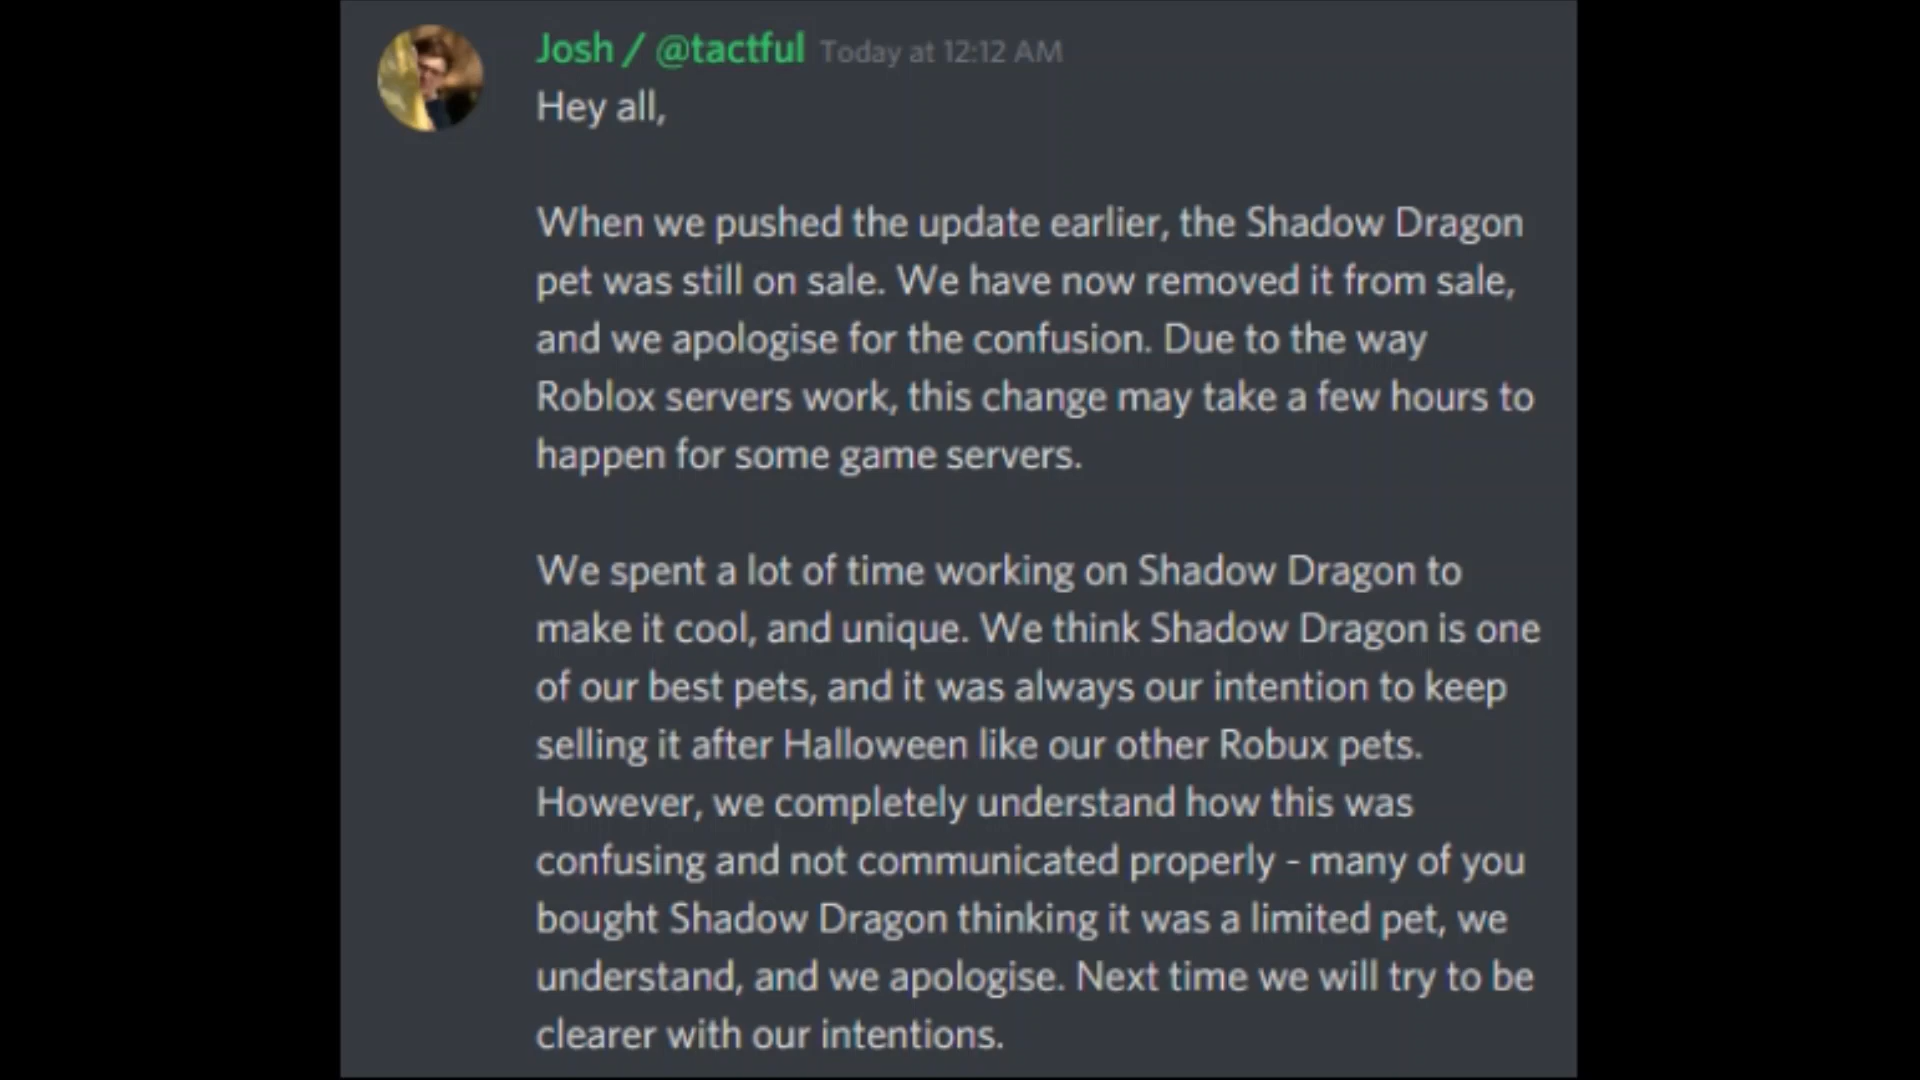 Josh / @tactful Today at 12:12 AM
Hey all,
When we pushed the update earlier, the Shadow Dragon
pet was still on sale. We have now removed it from sale,
and we apologise for the confusion. Due to the way
Roblox servers work, this change may take a few hours to
happen for some game servers.
We spent a lot of time working on Shadow Dragon to
make it cool, and unique. We think Shadow Dragon is one
of our best pets, and it was always our intention to keep
selling it after Halloween like our other Robux pets.
However, we completely understand how this was
confusing and not communicated properly - many of you
bought Shadow Dragon thinking it was a limited pet, we
understand, and we apologise. Next time we will try to be
clearer with our intentions.